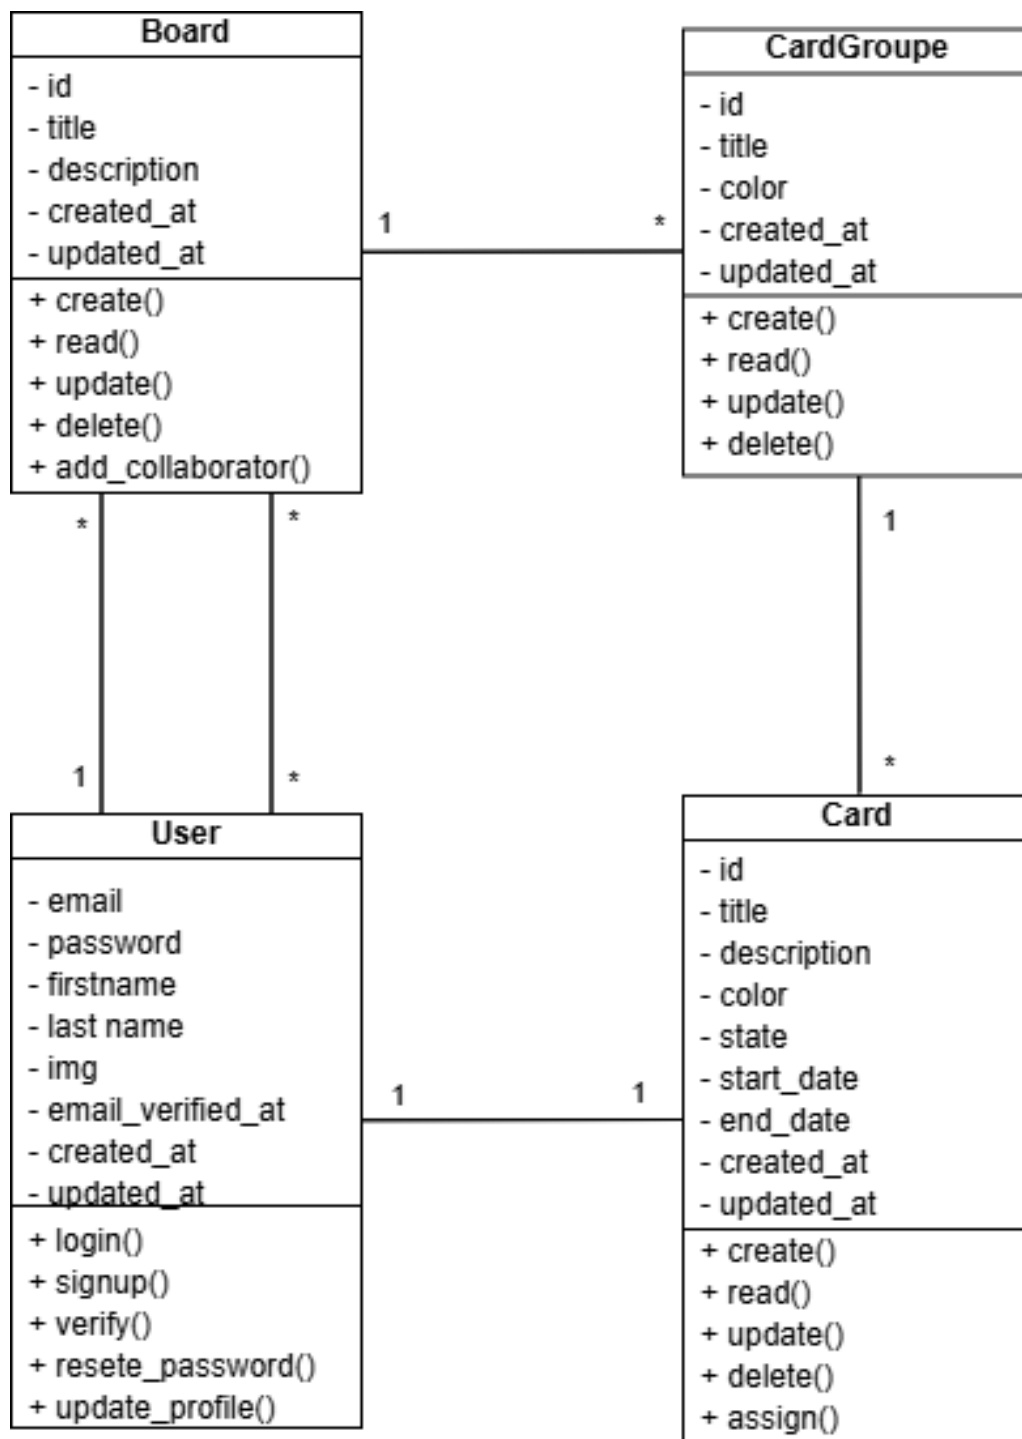 Board
- id
- title
- description
- created_at
- updated_at
+ create()
+ read()
+ update()
+ delete()
+ add_collaborator()
1
*
CardGroupe
- id
- title
- color
- created_at
- updated_at
+ create()
+ read()
+ update()
+ delete()
*
*
1
*
1
*
User
- email
- password
- firstname
- last name
- img
- email_verified_at
- created_at
- updated_at
+ login()
+ signup()
+ verify()
+ resete_password()
+ update_profile()
1
1
Card
- id
- title
- description
- color
- state
- start_date
- end_date
- created_at
- updated_at
+ create()
+ read()
+ update()
+ delete()
+ assign()